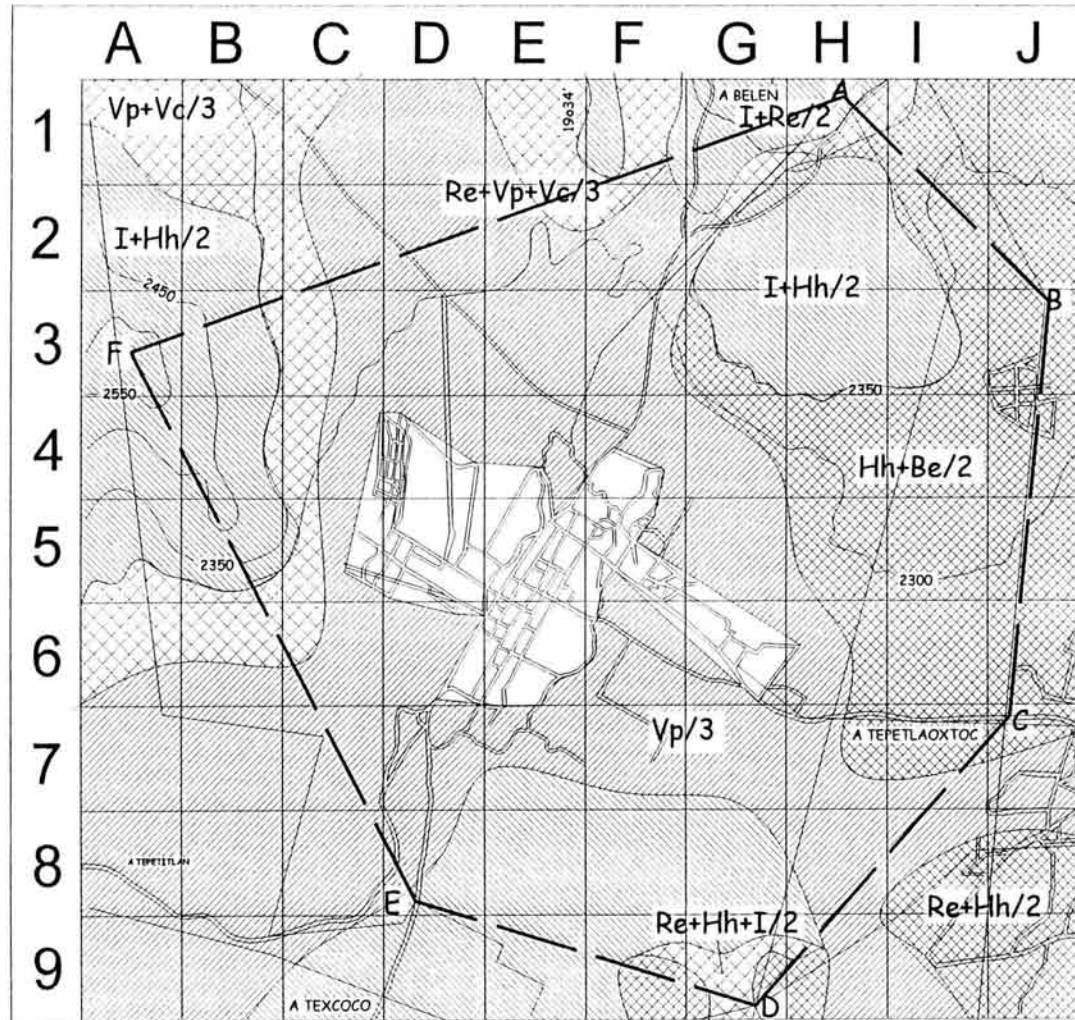 A B C D E F G H I J
1
2
3
4
5
6
7
8
9
Vp+Vc/3
19o34'
A BELEN
A
I+Re/2
Re+Vp+Vc/3
I+Hh/2
2450
I+Hh/2
B
F
2550
2350
Hh+Be/2
2350
2300
Vp/3
C
A TEPETLAOXTOC
A TEPETITLAN
E
Re+Hh+I/2
Re+Hh/2
D
A TEXCOCO